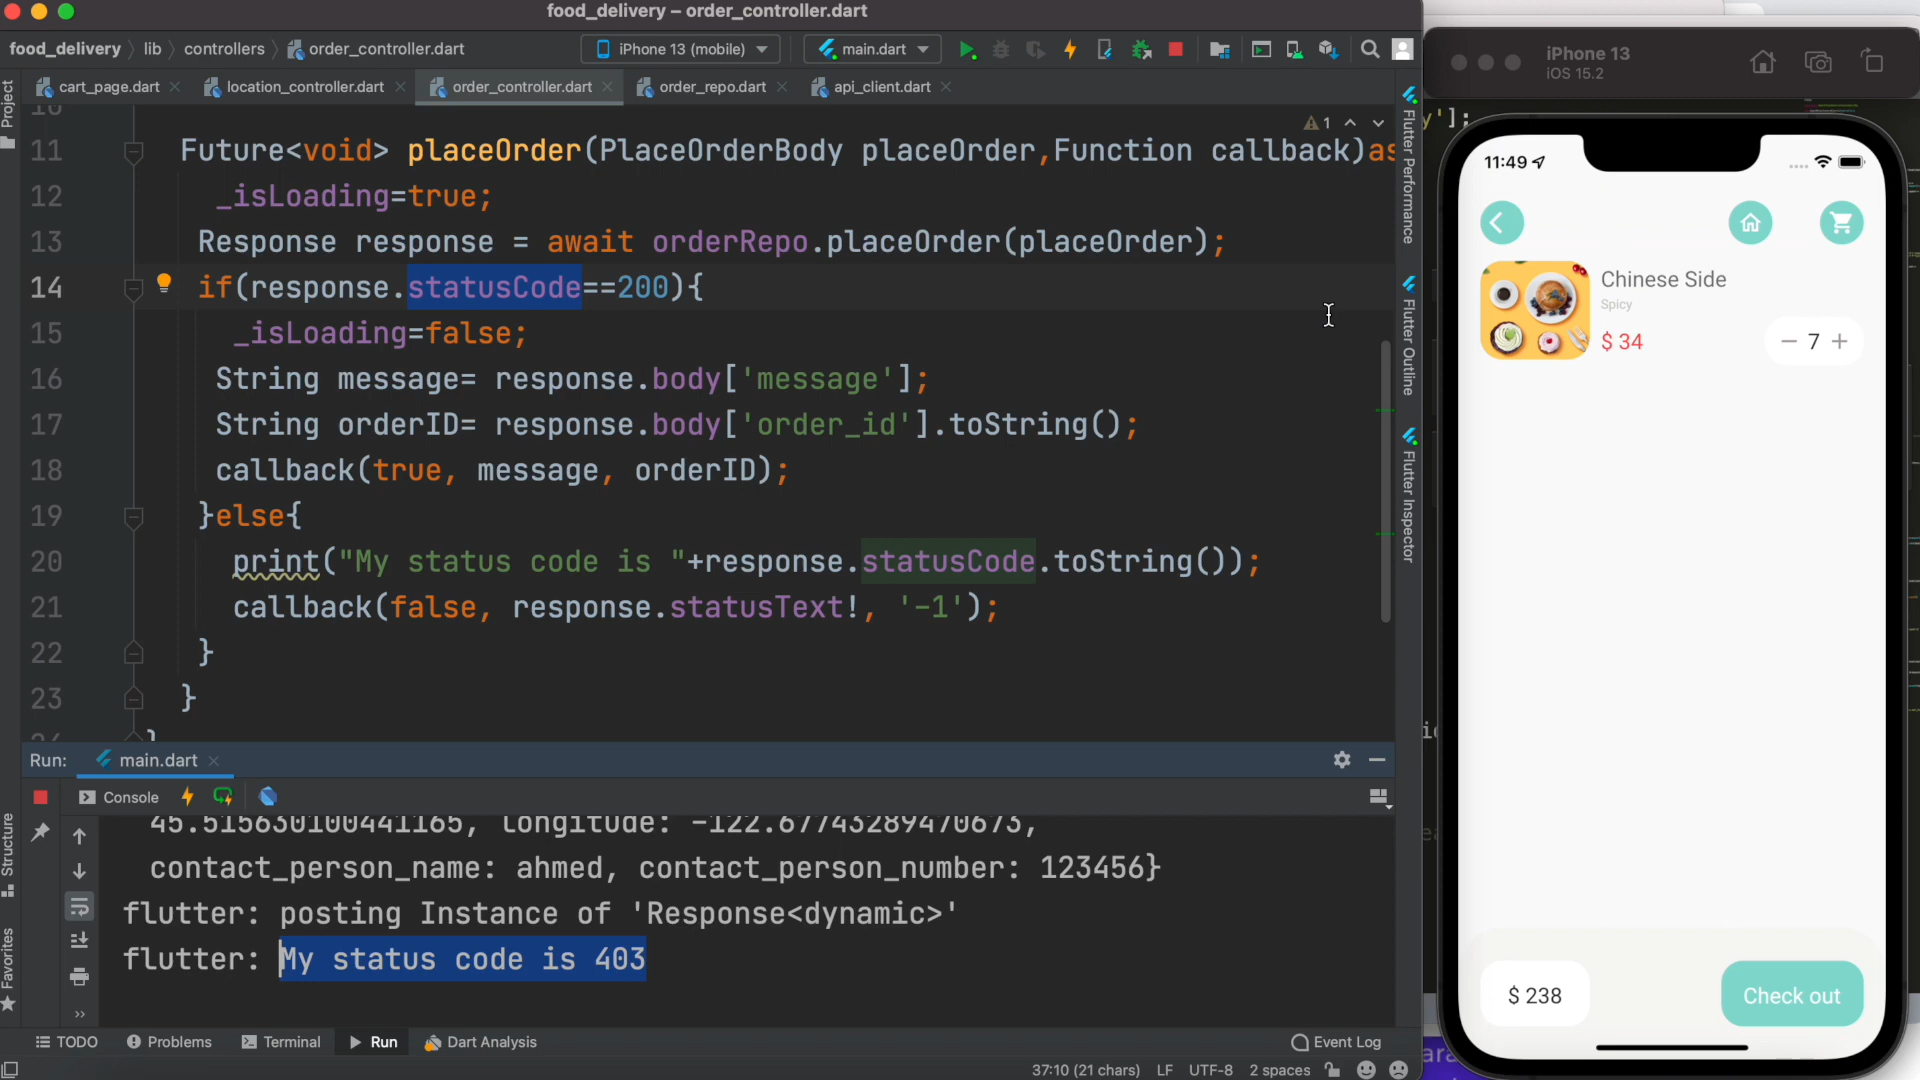 food_delivery – order_controller.dart
food_delivery lib controllers order_controller.dart
iPhone 13 (mobile) main.dart
cart_page.dart location_controller.dart order_controller.dart order_repo.dart api_client.dart
Project
1
11 Future<void> placeOrder(PlaceOrderBody placeOrder,Function callback)as
12 _isLoading=true;
13 Response response = await orderRepo.placeOrder(placeOrder);
14 if(response.statusCode==200){
15 _isLoading=false;
16 String message= response.body['message'];
17 String orderID= response.body['order_id'].toString();
18 callback(true, message, orderID);
19 }else{
20 print("My status code is "+response.statusCode.toString());
21 callback(false, response.statusText!, '-1');
22 }
23 }
Flutter Performance
Flutter Outline
Flutter Inspector
Run: main.dart
Console
45.515630100441165, longitude: -122.67743289470673,
contact_person_name: ahmed, contact_person_number: 123456}
flutter: posting Instance of 'Response<dynamic>'
flutter: My status code is 403
Structure
Favorites
TODO Problems Terminal Run Dart Analysis Event Log
37:10 (21 chars) LF UTF-8 2 spaces
iPhone 13
iOS 15.2
y'];
11:49
Chinese Side
Spicy
$ 34
7
$ 238
Check out